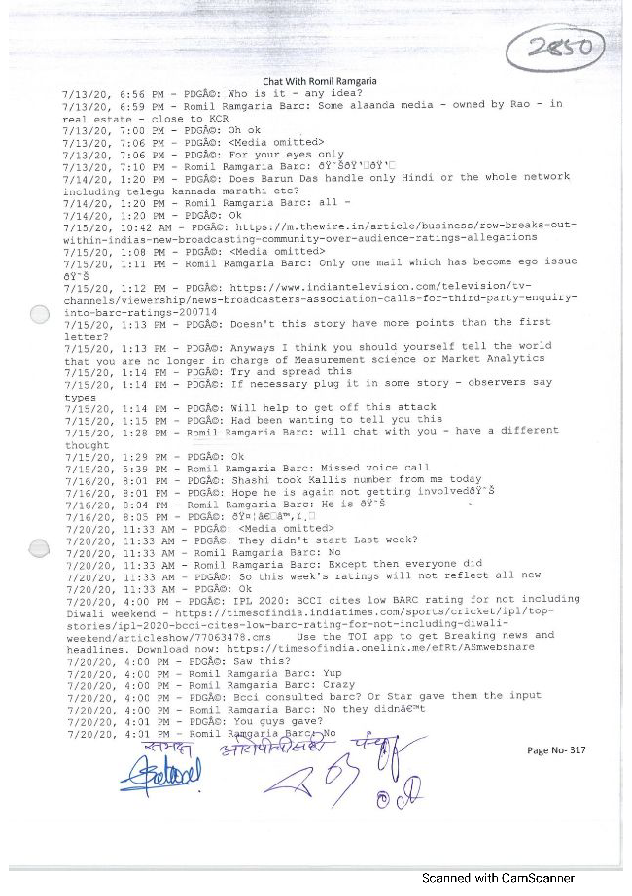 2850
Chat With Romil Ramgaria
7/13/20, 6:56 PM - PDGÂ©: Who is it - any idea?
7/13/20, 6:59 PM - Romil Ramgaria Barc: Some alaanda media - owned by Rao - in
real estate - close to KCR
7/13/20, 7:00 PM - PDGÂ©: Oh ok
7/13/20, 7:06 PM - PDGÂ©: <Media omitted>
7/13/20, 7:06 PM - PDGÂ©: For your eyes only
7/13/20, 7:10 PM - Romil Ramgaria Barc: ðŸ˜ŠðŸ'□ðŸ'□
7/14/20, 1:20 PM - PDGÂ©: Does Barun Das handle only Hindi or the whole network
including telegu kannada marathi etc?
7/14/20, 1:20 PM - Romil Ramgaria Barc: all -
7/14/20, 1:20 PM - PDGÂ©: Ok
7/15/20, 10:42 AM - PDGÂ©: https://m.thewire.in/article/business/row-breaks-out-
within-indias-new-broadcasting-community-over-audience-ratings-allegations
7/15/20, 1:08 PM - PDGÂ©: <Media omitted>
7/15/20, 1:11 PM - Romil Ramgaria Barc: Only one mail which has become ego issue
ðŸ˜Š
7/15/20, 1:12 PM - PDGÂ©: https://www.indiantelevision.com/television/tv-
channels/viewership/news-broadcasters-association-calls-for-third-party-enquiry-
into-barc-ratings-200714
7/15/20, 1:13 PM - PDGÂ©: Doesn't this story have more points than the first
letter?
7/15/20, 1:13 PM - PDGÂ©: Anyways I think you should yourself tell the world
that you are no longer in charge of Measurement science or Market Analytics
7/15/20, 1:14 PM - PDGÂ©: Try and spread this
7/15/20, 1:14 PM - PDGÂ©: If necessary plug it in some story - observers say
types
7/15/20, 1:14 PM - PDGÂ©: Will help to get off this attack
7/15/20, 1:15 PM - PDGÂ©: Had been wanting to tell you this
7/15/20, 1:28 PM - Romil Ramgaria Barc: will chat with you - have a different
thought
7/15/20, 1:29 PM - PDGÂ©: Ok
7/15/20, 5:39 PM - Romil Ramgaria Barc: Missed voice call
7/16/20, 8:01 PM - PDGÂ©: Shashi took Kallis number from me today
7/16/20, 8:01 PM - PDGÂ©: Hope he is again not getting involvedðŸ˜Š
7/16/20, 8:04 PM - Romil Ramgaria Barc: He is ðŸ˜Š
7/16/20, 8:05 PM - PDGÂ©:
7/20/20, 11:33 AM - PDGÂ©: <Media omitted>
7/20/20, 11:33 AM - PDGÂ©: They didn't start Last week?
7/20/20, 11:33 AM - Romil Ramgaria Barc: No
7/20/20, 11:33 AM - Romil Ramgaria Barc: Except then everyone did
7/20/20, 11:33 AM - PDGÂ©: So this week's ratings will not reflect all new
7/20/20, 11:33 AM - PDGÂ©: Ok
7/20/20, 4:00 PM - PDGÂ©: IPL 2020: BCCI cites low BARC rating for not including
Diwali weekend - https://timesofindia.indiatimes.com/sports/cricket/ipl/top-
stories/ipl-2020-bcci-cites-low-barc-rating-for-not-including-diwali-
weekend/articleshow/77063478.cms Use the TOI app to get Breaking news and
headlines. Download now: https://timesofindia.onelink.me/efRt/ASmwebshare
7/20/20, 4:00 PM - PDGÂ©: Saw this?
7/20/20, 4:00 PM - Romil Ramgaria Barc: Yup
7/20/20, 4:00 PM - Romil Ramgaria Barc: Crazy
7/20/20, 4:00 PM - PDGÂ©: Bcci consulted barc? Or Star gave them the input
7/20/20, 4:00 PM - Romil Ramgaria Barc: No they didnâ€™t
7/20/20, 4:01 PM - PDGÂ©: You guys gave?
7/20/20, 4:01 PM - Romil Ramgaria Barc: No
समक्ष
Page No- 317
Scanned with CamScanner